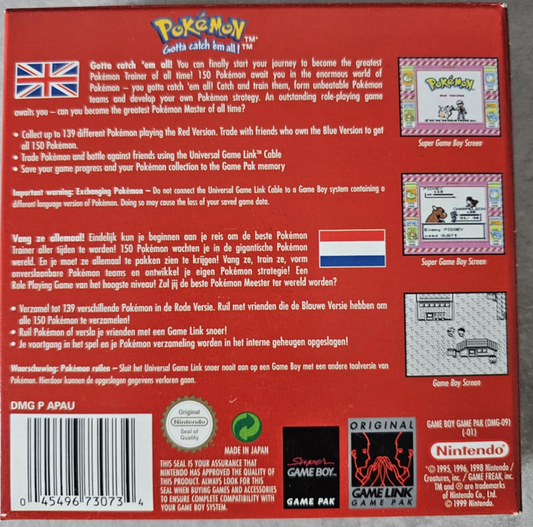 POKéMON™
Gotta catch 'em all!™
Gotta catch 'em all! You can finally start your journey to become the greatest
Pokémon Trainer of all time! 150 Pokémon await you in the enormous world of
Pokémon – you gotta catch 'em all! Catch and train them, form unbeatable Pokémon
teams and develop your own Pokémon strategy. An outstanding role-playing game
awaits you – can you become the greatest Pokémon Master of all time?
• Collect up to 139 different Pokémon playing the Red Version. Trade with friends who own the Blue Version to get
all 150 Pokémon.
• Trade Pokémon and battle against friends using the Universal Game Link™ Cable
• Save your game progress and your Pokémon collection to the Game Pak memory
Important warning: Exchanging Pokémon – Do not connect the Universal Game Link Cable to a Game Boy system containing a
different language version of Pokémon. Doing so may cause the loss of your saved game data.
POKéMON
Super Game Boy Screen
PIDGEY
Enemy PIDGEY
used GUST!
Super Game Boy Screen
Game Boy Screen
Vang ze allemaal! Eindelijk kun je beginnen aan je reis om de beste Pokémon
Trainer aller tijden te worden! 150 Pokémon wachten je in de gigantische Pokémon
wereld. En je moet ze allemaal te pakken zien te krijgen! Vang ze, train ze, vorm
onverslaanbare Pokémon teams en ontwikkel je eigen Pokémon strategie! Een
Role Playing Game van het hoogste niveau! Zul jij de beste Pokémon Meester ter wereld worden?
• Verzamel tot 139 verschillende Pokémon in de Rode Versie. Ruil met vrienden die de Blauwe Versie hebben om
alle 150 Pokémon te verzamelen!
• Ruil Pokémon of versla je vrienden met een Game Link snoer!
• Je voortgang in het spel en je Pokémon verzameling worden in het interne geheugen opgeslagen!
Waarschuwing: Pokémon ruilen – Sluit het Universal Game Link snoer nooit aan op een Game Boy met een andere taalversie van
Pokémon. Hierdoor kunnen de opgeslagen gegevens verloren gaan.
DMG P APAU
0 45496 73073 4
Original
Nintendo
Seal of
Quality
MADE IN JAPAN
THIS SEAL IS YOUR ASSURANCE THAT
NINTENDO HAS APPROVED THE QUALITY OF
THIS PRODUCT. ALWAYS LOOK FOR THIS
SEAL WHEN BUYING GAMES AND ACCESSORIES
TO ENSURE COMPLETE COMPATIBILITY WITH
YOUR GAME BOY SYSTEM.
Super
GAME BOY™
GAME PAK
ORIGINAL
GAME LINK™
GAME PAK
GAME BOY GAME PAK (DMG-09)
(-01)
Nintendo®
©1995, 1996, 1998 Nintendo/
Creatures, inc. / GAME FREAK, inc.
TM and ® are trademarks
of Nintendo Co., Ltd.
© 1999 Nintendo.